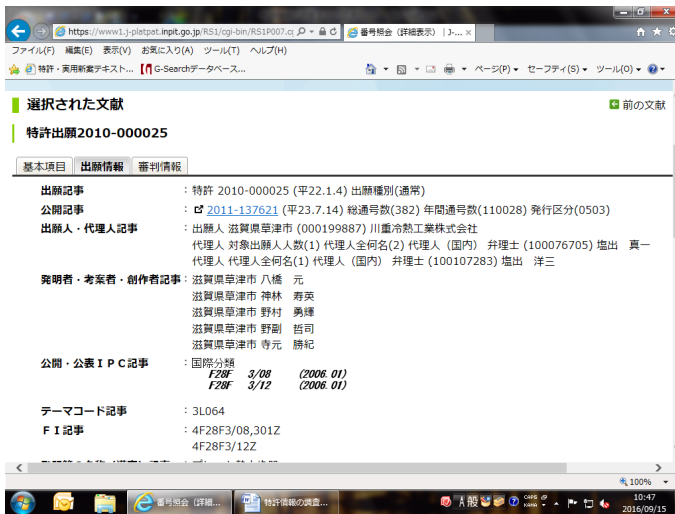 https://www1.j-platpat.inpit.go.jp/RS1/cgi-bin/RS1P007.c
番号照会（詳細表示） | J-...
ファイル(F) 編集(E) 表示(V) お気に入り(A) ツール(T) ヘルプ(H)
特許・実用新案テキスト... G-Searchデータベース...
ページ(P) セーフティ(S) ツール(O)
選択された文献
前の文献
特許出願2010-000025
基本項目 出願情報 審判情報
出願記事 : 特許 2010-000025 (平22.1.4) 出願種別(通常)
公開記事 : 2011-137621 (平23.7.14) 総通号数(382) 年間通号数(110028) 発行区分(0503)
出願人・代理人記事 : 出願人 滋賀県草津市 (000199887) 川重冷熱工業株式会社
代理人 対象出願人人数(1) 代理人全何名(2) 代理人（国内） 弁理士 (100076705) 塩出 真一
代理人 代理人全何名(1) 代理人（国内） 弁理士 (100107283) 塩出 洋三
発明者・考案者・創作者記事 : 滋賀県草津市 八橋 元
滋賀県草津市 神林 寿英
滋賀県草津市 野村 勇輝
滋賀県草津市 野副 哲司
滋賀県草津市 寺元 勝紀
公開・公表ＩＰＣ記事 : 国際分類
F28F 3/08 (2006.01)
F28F 3/12 (2006.01)
テーマコード記事 : 3L064
ＦＩ記事 : 4F28F3/08,301Z
4F28F3/12Z
100%
番号照会（詳細... 特許情報の調査...
A 般 CAPS KANA
10:47
2016/09/15